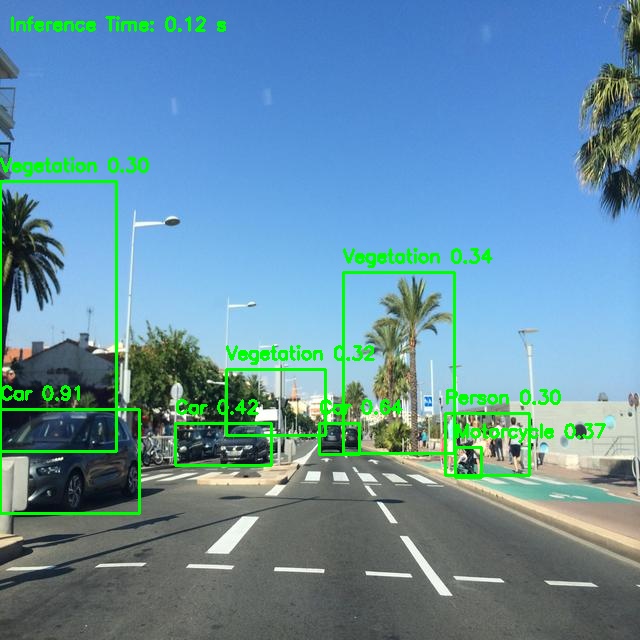 Inference Time: 0.12 s
Vegetation 0.30
Vegetation 0.34
Vegetation 0.32
Car 0.91
Car 0.42
Car 0.64
Person 0.30
Motorcycle 0.37